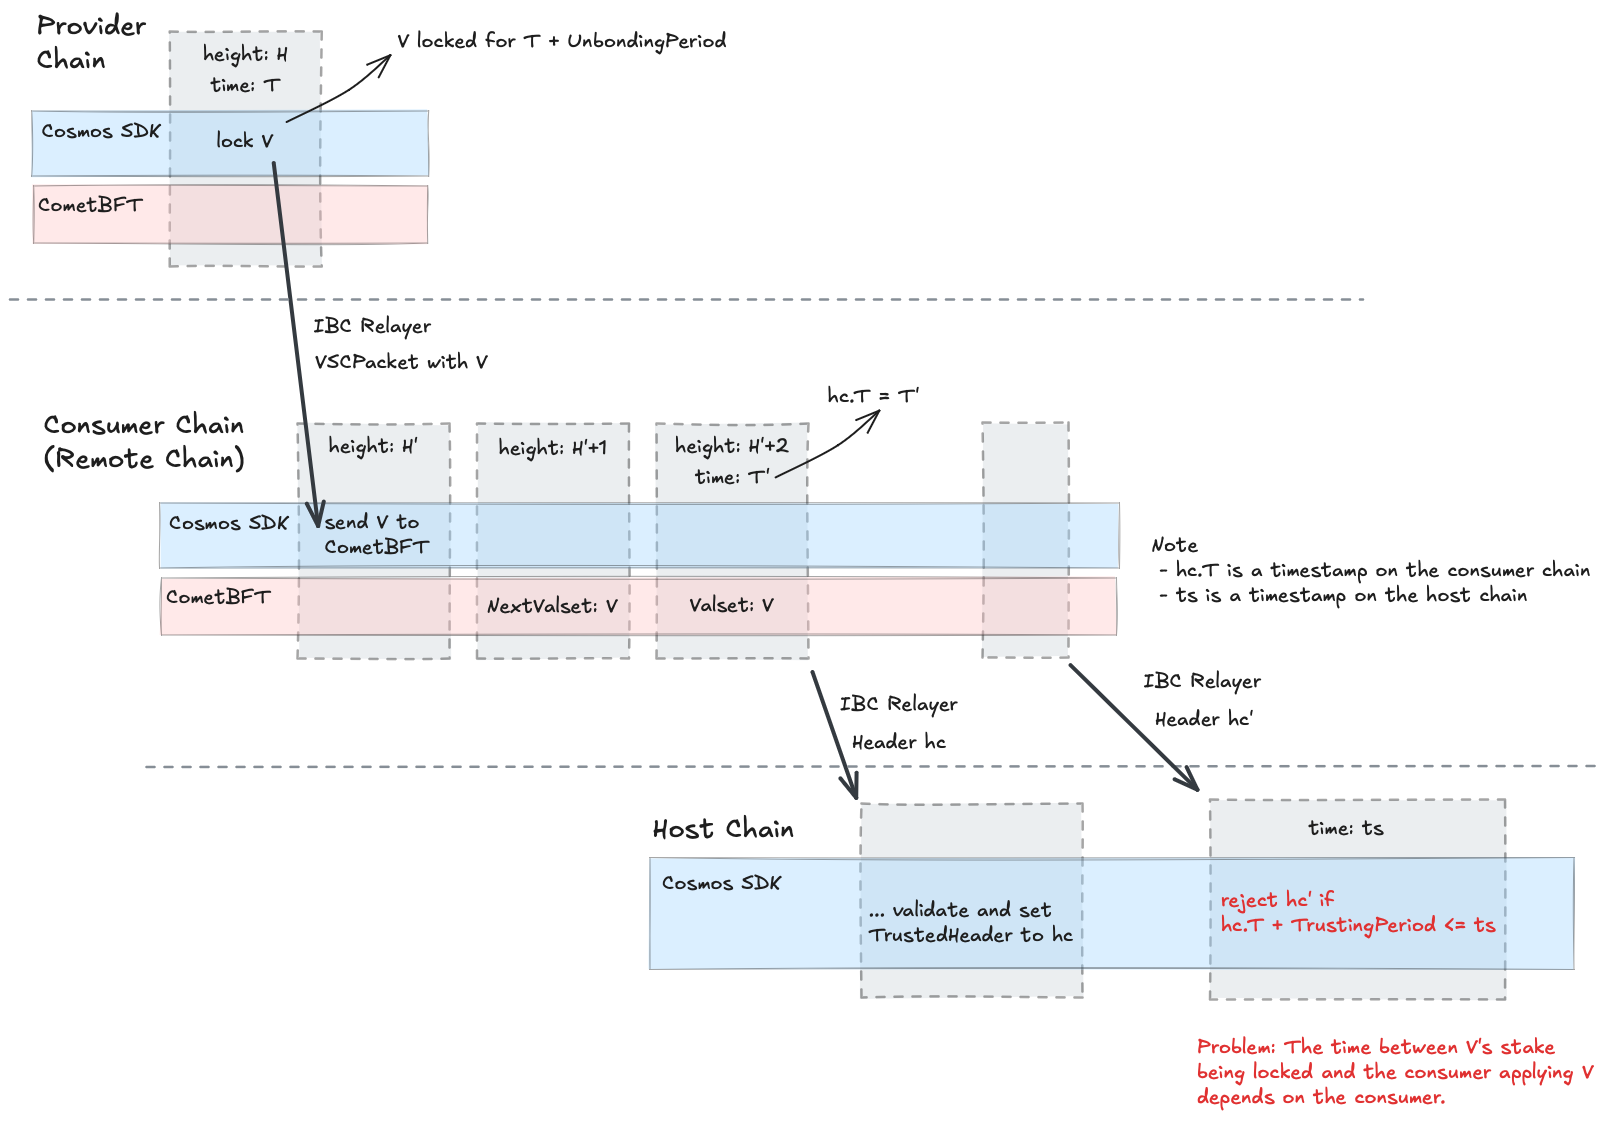 Provider
Chain
height: H
time: T
V locked for T + UnbondingPeriod
Cosmos SDK
lock V
CometBFT
IBC Relayer
VSCPacket with V
Consumer Chain
(Remote Chain)
height: H'
height: H'+1
height: H'+2
time: T'
hc.T = T'
Cosmos SDK
send V to
CometBFT
CometBFT
NextValset: V
Valset: V
Note
- hc.T is a timestamp on the consumer chain
- ts is a timestamp on the host chain
IBC Relayer
Header hc
IBC Relayer
Header hc'
Host Chain
time: ts
Cosmos SDK
... validate and set
TrustedHeader to hc
reject hc' if
hc.T + TrustingPeriod <= ts
Problem: The time between V's stake
being locked and the consumer applying V
depends on the consumer.